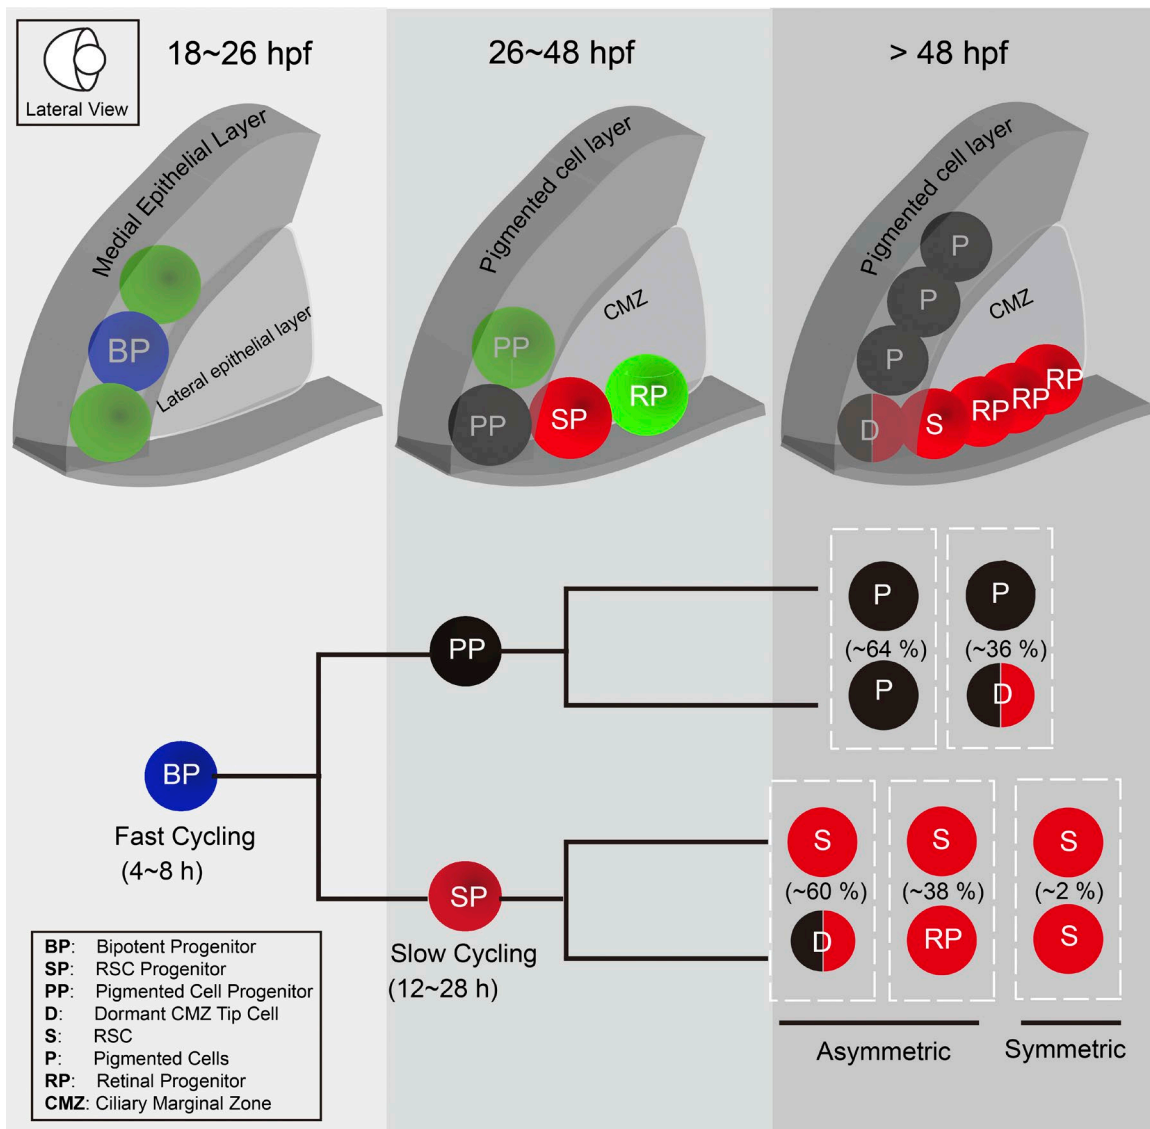 Lateral View
18~26 hpf
26~48 hpf
> 48 hpf
Medial Epithelial Layer
Lateral epithelial layer
BP
Pigmented cell layer
CMZ
PP
PP
SP
RP
Pigmented cell layer
CMZ
P
P
P
D
S
RP
RP
RP
BP
Fast Cycling
(4~8 h)
PP
SP
Slow Cycling
(12~28 h)
P
(~64 %)
P
P
(~36 %)
D
S
(~60 %)
D
S
(~38 %)
RP
S
(~2 %)
S
Asymmetric
Symmetric
BP: Bipotent Progenitor
SP: RSC Progenitor
PP: Pigmented Cell Progenitor
D: Dormant CMZ Tip Cell
S: RSC
P: Pigmented Cells
RP: Retinal Progenitor
CMZ: Ciliary Marginal Zone